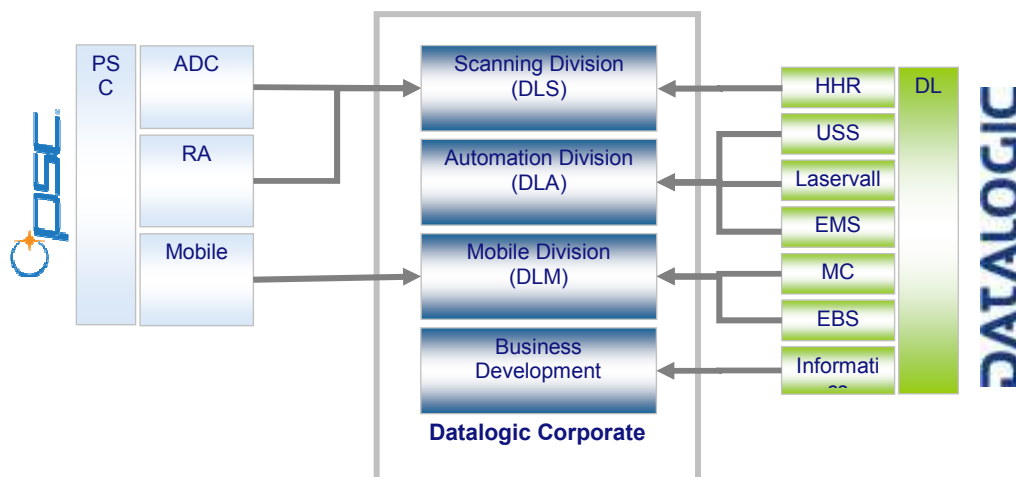 PS
C
ADC
RA
Mobile
psc
Scanning Division
(DLS)
Automation Division
(DLA)
Mobile Division
(DLM)
Business
Development
Datalogic Corporate
HHR
USS
Laservall
EMS
MC
EBS
Informati
DL
DATALOGIC